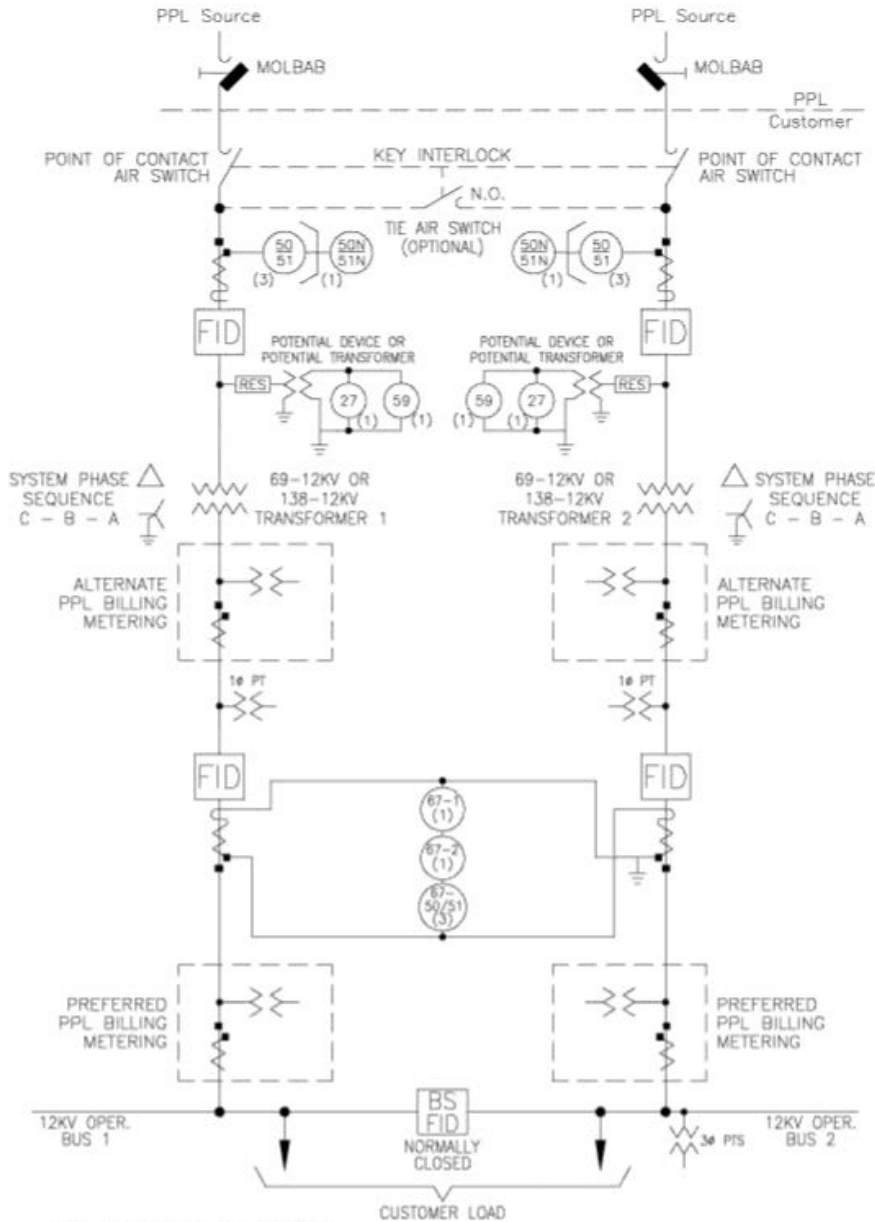 PPL Source
PPL Source
MOLBAB
MOLBAB
PPL
Customer
POINT OF CONTACT
AIR SWITCH
KEY INTERLOCK
POINT OF CONTACT
AIR SWITCH
N.O.
TIE AIR SWITCH
(OPTIONAL)
50
51
(3)
50N
51N
(1)
50N
51N
(1)
50
51
(3)
FID
FID
POTENTIAL DEVICE OR
POTENTIAL TRANSFORMER
POTENTIAL DEVICE OR
POTENTIAL TRANSFORMER
RES
27
(1)
59
(1)
59
(1)
27
(1)
RES
SYSTEM PHASE
SEQUENCE
C - B - A
69-12KV OR
138-12KV
TRANSFORMER 1
69-12KV OR
138-12KV
TRANSFORMER 2
SYSTEM PHASE
SEQUENCE
C - B - A
ALTERNATE
PPL BILLING
METERING
ALTERNATE
PPL BILLING
METERING
1ø PT
1ø PT
FID
FID
67-1
(1)
67-2
(1)
67-
50/51
(3)
PREFERRED
PPL BILLING
METERING
PREFERRED
PPL BILLING
METERING
12KV OPER.
BUS 1
BS
FID
NORMALLY
CLOSED
3ø PTS
12KV OPER.
BUS 2
CUSTOMER LOAD